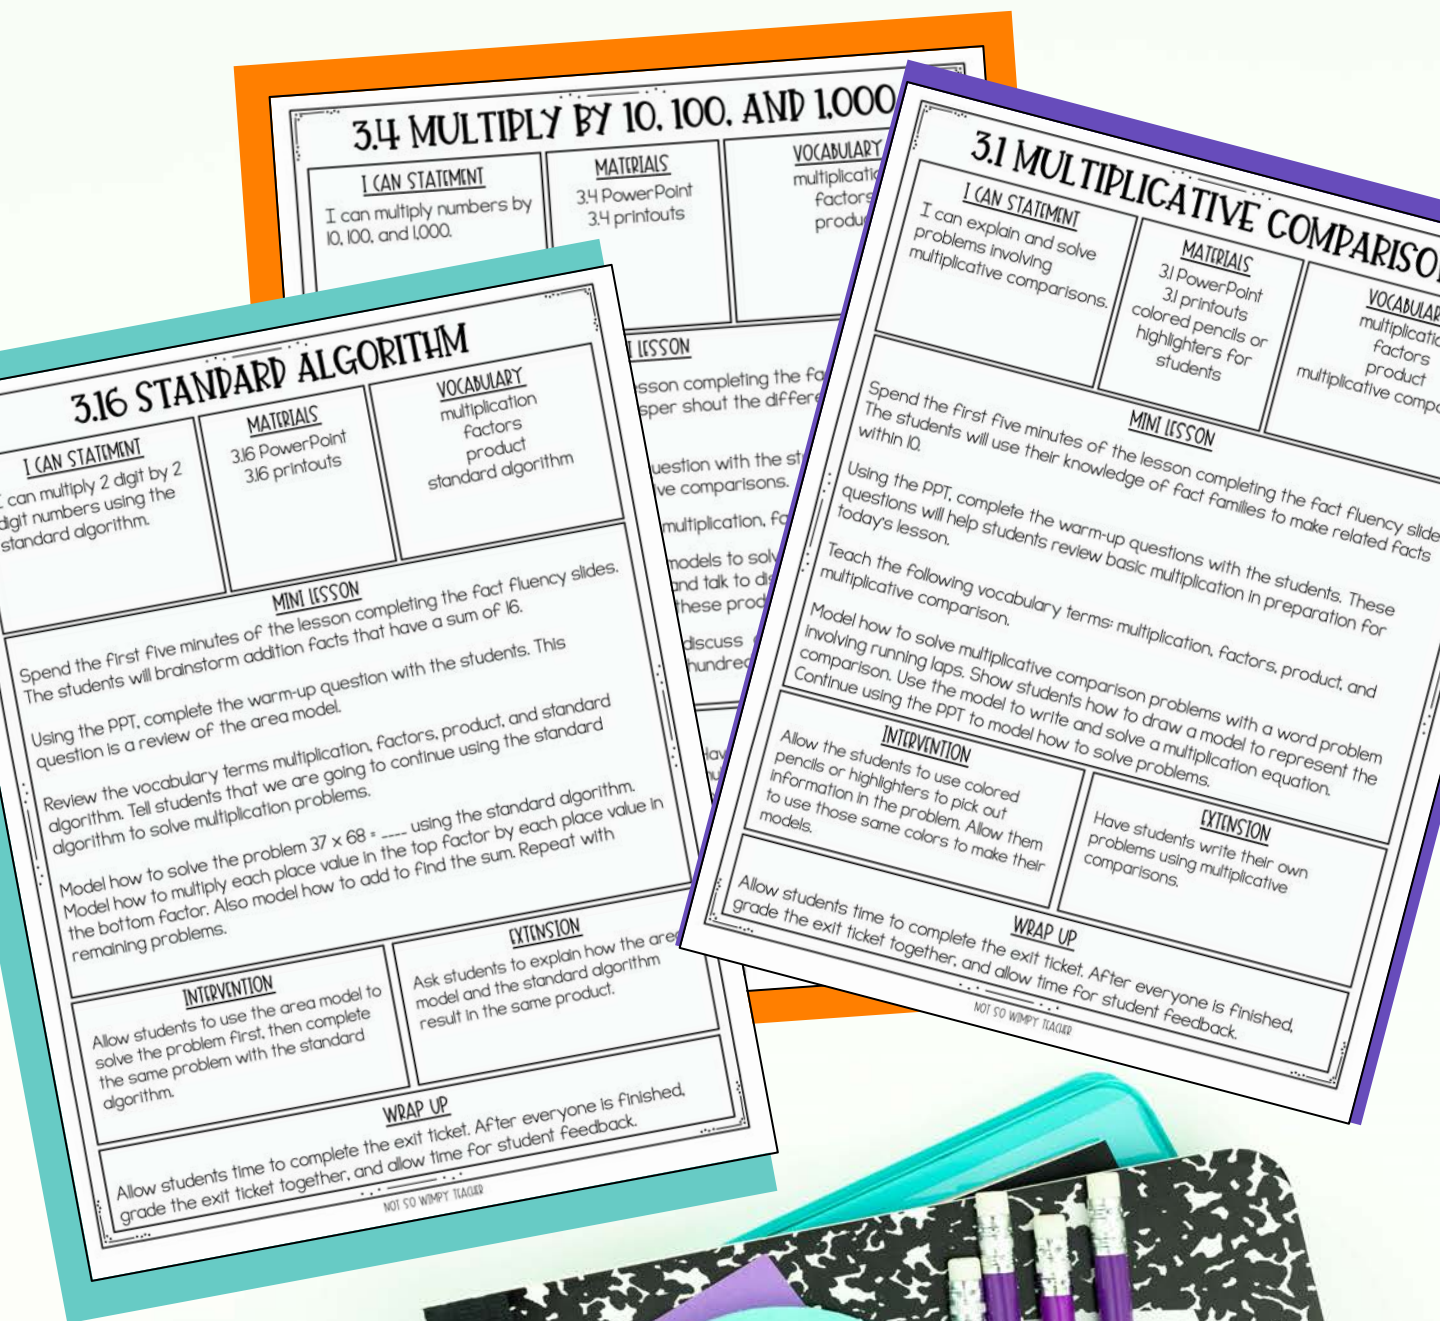 3.4 MULTIPLY BY 10, 100, AND 1,000
I CAN STATEMENT
I can multiply numbers by
10, 100, and 1,000.
MATERIALS
3.4 PowerPoint
3.4 printouts
VOCABULARY
factors
LESSON
completing the
shout the
question with the
comparisons.
multiplication,
models to
and talk to
these
discuss
3.1 MULTIPLICATIVE
I CAN STATEMENT
I can explain and solve
problems involving
multiplicative comparisons.
MATERIALS
3.1 PowerPoint
3.1 printouts
colored pencils or
highlighters for
students
factors
product
multiplicative
MINI LESSON
Spend the first five minutes of the lesson completing the fact fluency
The students will use their knowledge of fact families to make related facts
within 10.
Using the PPT, complete the warm-up questions with the students. These
questions will help students review basic multiplication in preparation for
today's lesson.
Teach the following vocabulary terms: multiplication, factors, product, and
multiplicative comparison.
Model how to solve multiplicative comparison problems with a word problem
involving running laps. Show students how to draw a model to represent the
comparison. Use the model to write and solve a multiplication equation.
Continue using the PPT to model how to solve problems.
INTERVENTION
Allow the students to use colored
pencils or highlighters to pick out
information in the problem. Allow them
to use those same colors to make their
models.
EXTENSION
Have students write their own
problems using multiplicative
comparisons.
WRAP UP
Allow students time to complete the exit ticket. After everyone is finished,
grade the exit ticket together, and allow time for student feedback.
NOT SO WIMPY TEACHER
3.16 STANDARD ALGORITHM
I CAN STATEMENT
I can multiply 2 digit by 2
digit numbers using the
standard algorithm.
MATERIALS
3.16 PowerPoint
3.16 printouts
VOCABULARY
multiplication
factors
product
standard algorithm
MINI LESSON
Spend the first five minutes of the lesson completing the fact fluency slides.
The students will brainstorm addition facts that have a sum of 16.
Using the PPT, complete the warm-up question with the students. This
question is a review of the area model.
Review the vocabulary terms multiplication, factors, product, and standard
algorithm. Tell students that we are going to continue using the standard
algorithm to solve multiplication problems.
Model how to solve the problem 37 x 68 = ____ using the standard algorithm.
Model how to multiply each place value in the top factor by each place value in
the bottom factor. Also model how to add to find the sum. Repeat with
remaining problems.
INTERVENTION
Allow students to use the area model to
solve the problem first, then complete
the same problem with the standard
algorithm.
EXTENSION
Ask students to explain how the area
model and the standard algorithm
result in the same product.
WRAP UP
Allow students time to complete the exit ticket. After everyone is finished,
grade the exit ticket together, and allow time for student feedback.
NOT SO WIMPY TEACHER